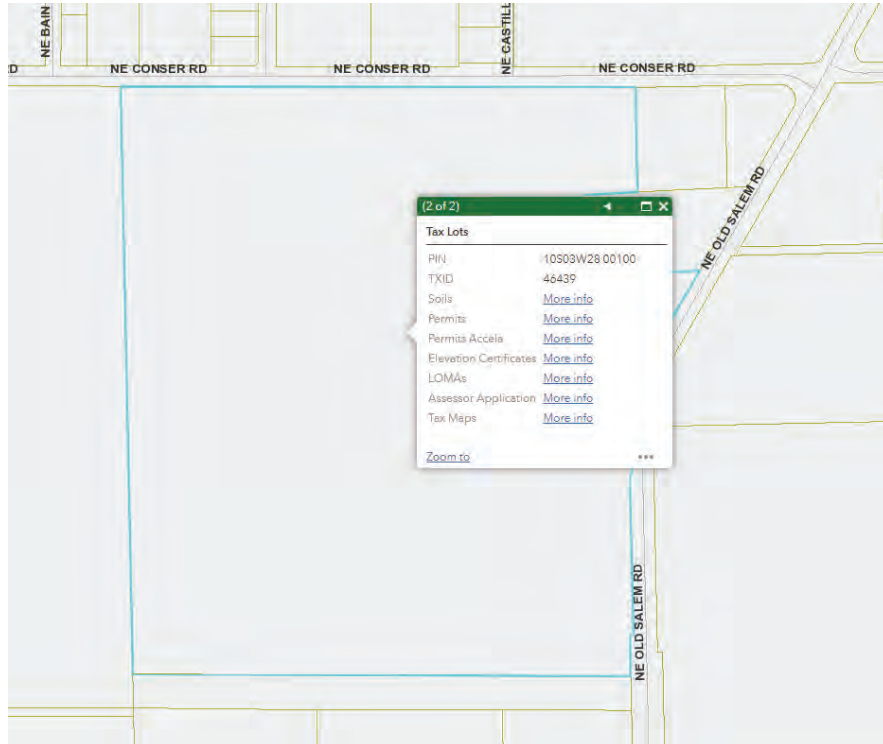 NE BAIN
NE CASTILL
D
NE CONSER RD
NE CONSER RD
NE CONSER RD
NE OLD SALEM RD
(2 of 2)
Tax Lots
PIN 10S03W28 00100
TXID 46439
Soils More info
Permits More info
Permits Accela More info
Elevation Certificates More info
LOMAs More info
Assessor Application More info
Tax Maps More info
Zoom to
NE OLD SALEM RD